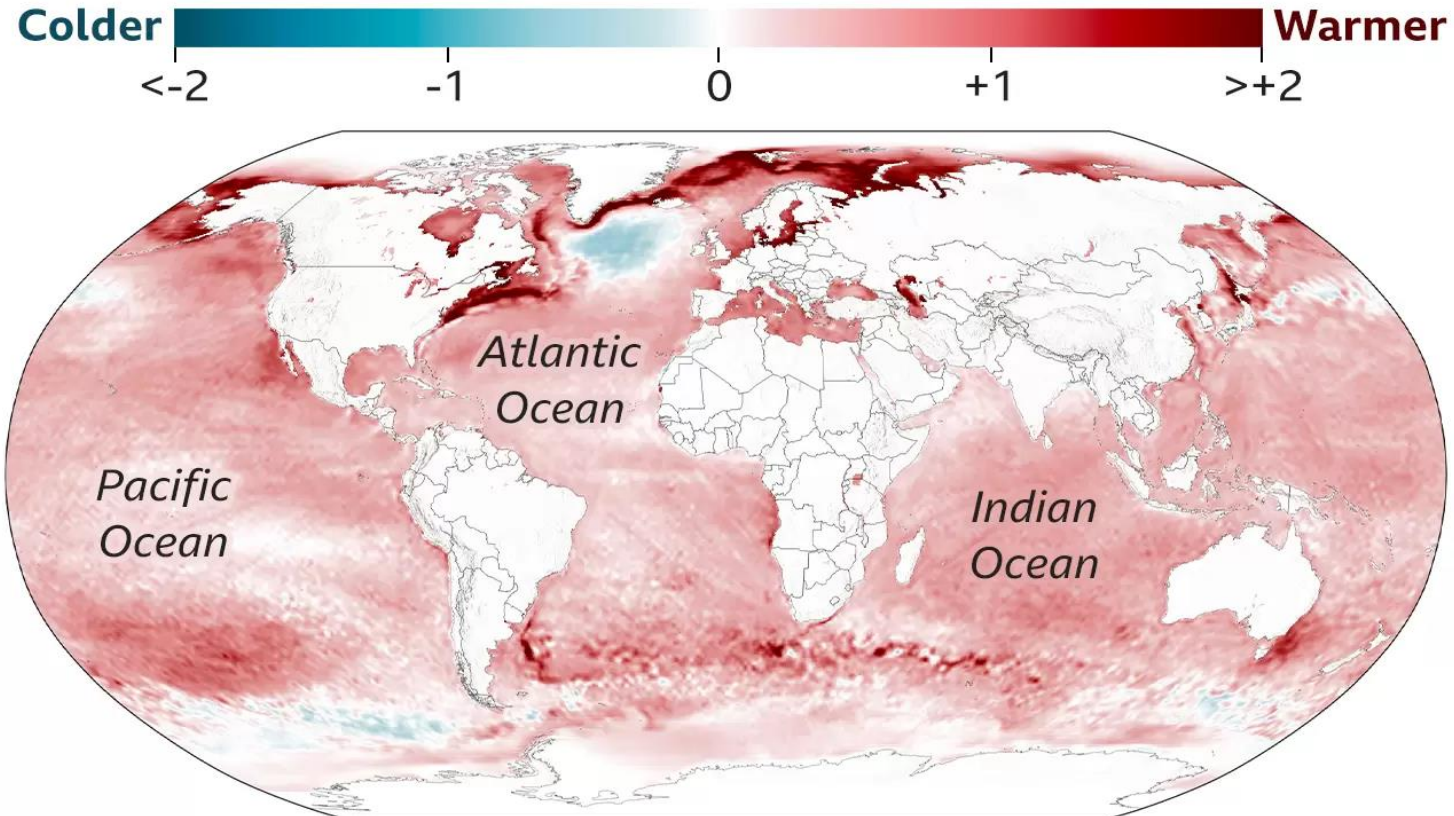 Colder Warmer
<-2 -1 0 +1 >+2
Atlantic
Ocean
Pacific
Ocean
Indian
Ocean